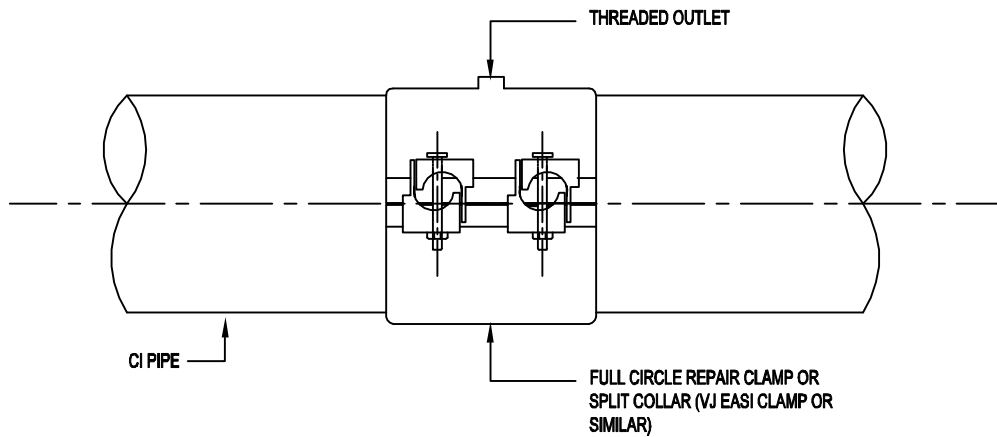 THREADED OUTLET
CI PIPE
FULL CIRCLE REPAIR CLAMP OR
SPLIT COLLAR (VJ EASI CLAMP OR
SIMILAR)